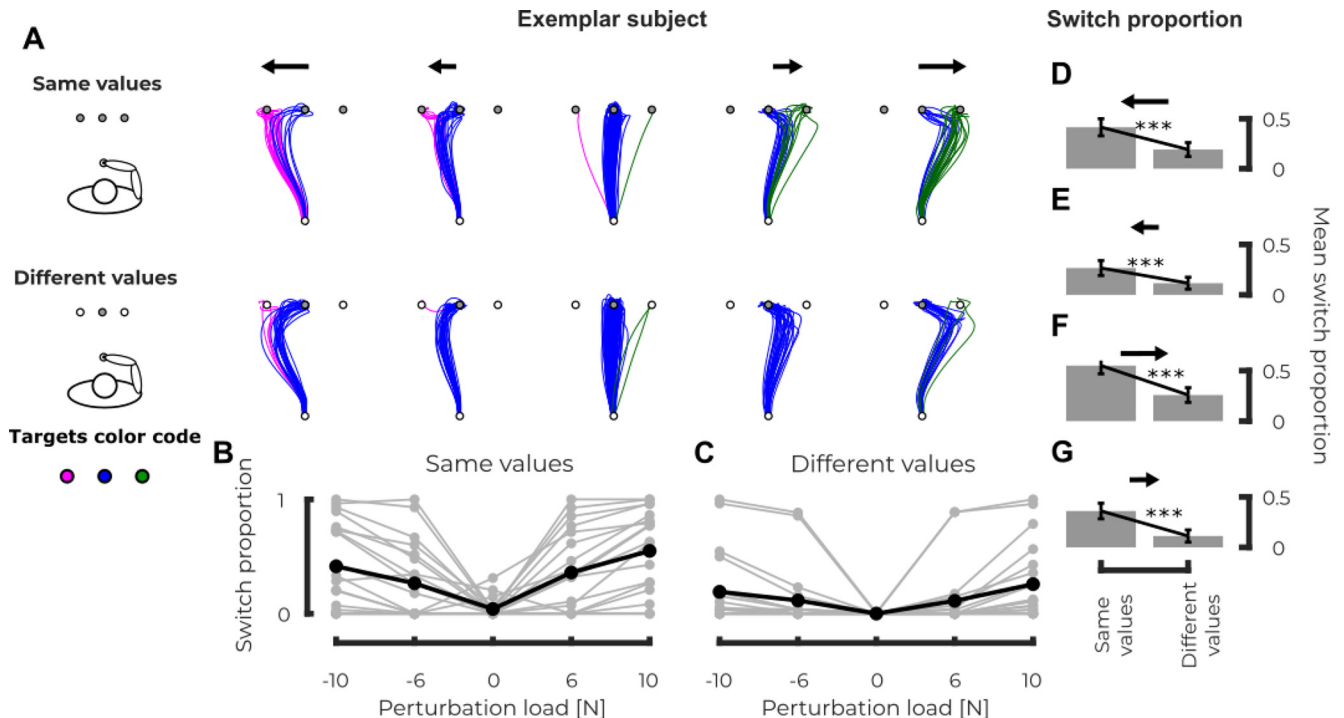 Exemplar subject
Switch proportion
A
Same values
Different values
Targets color code
B
Same values
Switch proportion
1
0
-10 -6 0 6 10
Perturbation load [N]
C
Different values
-10 -6 0 6 10
Perturbation load [N]
D
***
0.5
0
E
***
0.5
0
F
***
0.5
0
G
***
0.5
0
Same
values
Different
values
Mean switch proportion